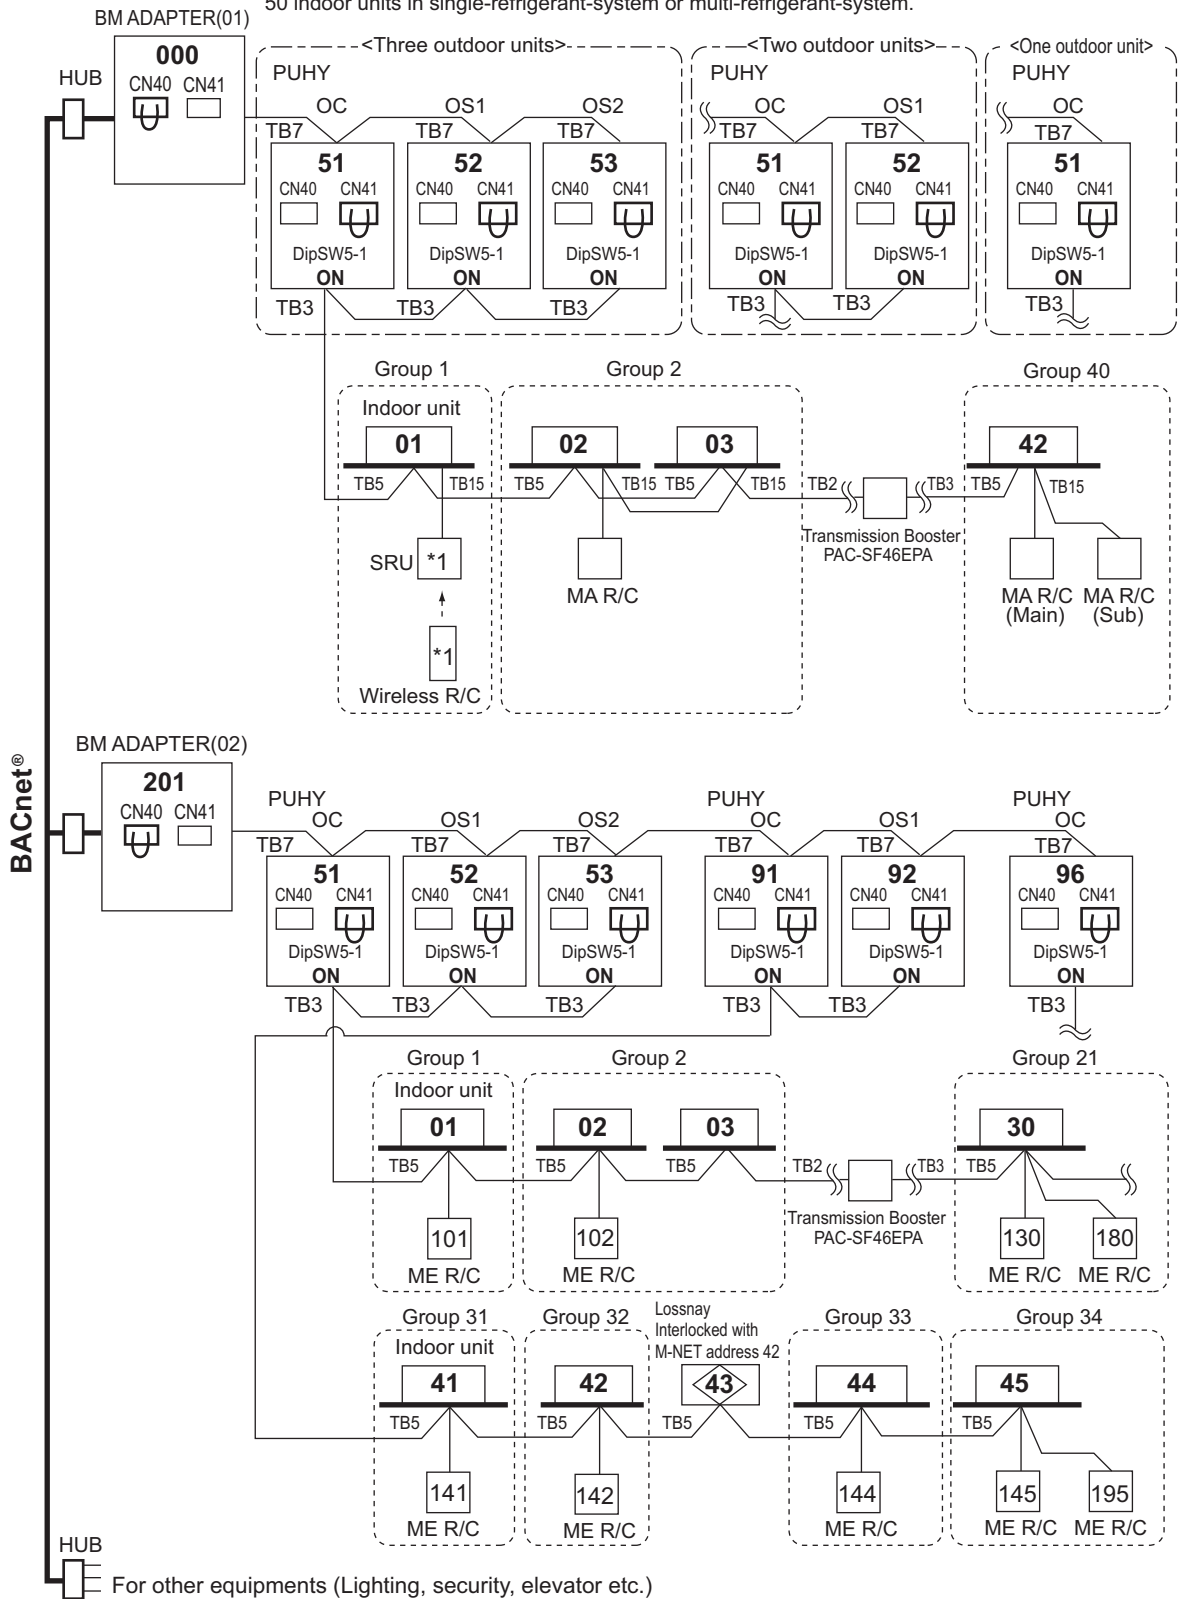 50 indoor units in single-refrigerant-system or multi-refrigerant-system.
BM ADAPTER(01)
000
CN40 CN41
HUB
<Three outdoor units> <Two outdoor units> <One outdoor unit>
PUHY PUHY PUHY
OC OS1 OS2 OC OS1 OC
TB7 TB7 TB7 TB7 TB7 TB7
51 52 53 51 52 51
CN40 CN41 CN40 CN41 CN40 CN41 CN40 CN41 CN40 CN41 CN40 CN41
DipSW5-1 DipSW5-1 DipSW5-1 DipSW5-1 DipSW5-1 DipSW5-1
ON ON ON ON ON ON
TB3 TB3 TB3 TB3 TB3 TB3
Group 1 Group 2 Group 40
Indoor unit
01 02 03 42
TB5 TB15 TB5 TB15 TB5 TB15 TB2 TB3 TB5 TB15
Transmission Booster
PAC-SF46EPA
SRU *1
MA R/C MA R/C MA R/C
(Main) (Sub)
*1
Wireless R/C
BACnet®
BM ADAPTER(02)
201
CN40 CN41
PUHY PUHY PUHY
OC OS1 OS2 OC OS1 OC
TB7 TB7 TB7 TB7 TB7 TB7
51 52 53 91 92 96
CN40 CN41 CN40 CN41 CN40 CN41 CN40 CN41 CN40 CN41 CN40 CN41
DipSW5-1 DipSW5-1 DipSW5-1 DipSW5-1 DipSW5-1 DipSW5-1
ON ON ON ON ON ON
TB3 TB3 TB3 TB3 TB3 TB3
Group 1 Group 2 Group 21
Indoor unit
01 02 03 30
TB5 TB5 TB5 TB2 TB3 TB5
Transmission Booster
PAC-SF46EPA
101 102 130 180
ME R/C ME R/C ME R/C ME R/C
Group 31 Group 32 Group 33 Group 34
Lossnay
Interlocked with
M-NET address 42
Indoor unit
41 42 43 44 45
TB5 TB5 TB5 TB5 TB5
141 142 144 145 195
ME R/C ME R/C ME R/C ME R/C ME R/C
HUB
For other equipments (Lighting, security, elevator etc.)